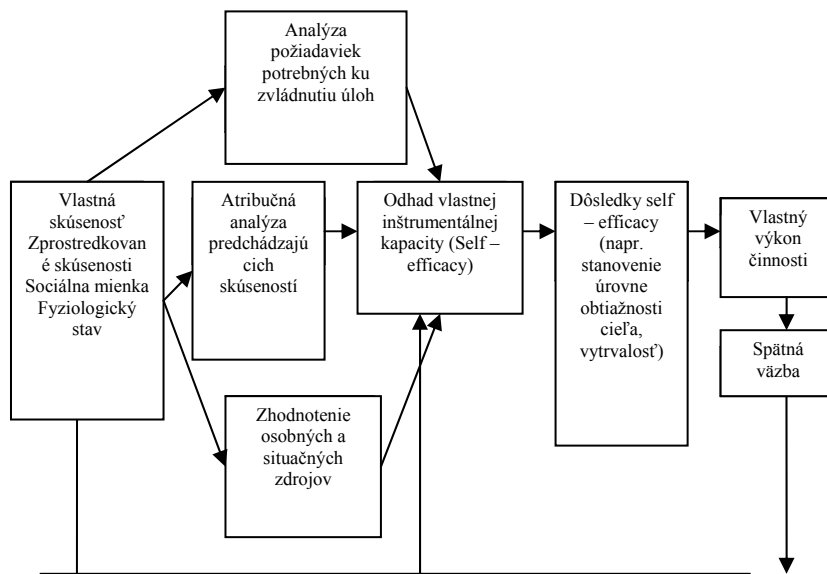 Analýza
požiadaviek
potrebných ku
zvládnutiu úloh
Vlastná
skúsenosť
Zprostredkovan
é skúsenosti
Sociálna mienka
Fyziologický
stav
Atribučná
analýza
predchádzajú
cich
skúseností
Odhad vlastnej
inštrumentálnej
kapacity (Self –
efficacy)
Dôsledky self
– efficacy
(napr.
stanovenie
úrovne
obtiažnosti
cieľa,
vytrvalosť)
Vlastný
výkon
činnosti
Spätná
väzba
Zhodnotenie
osobných a
situačných
zdrojov